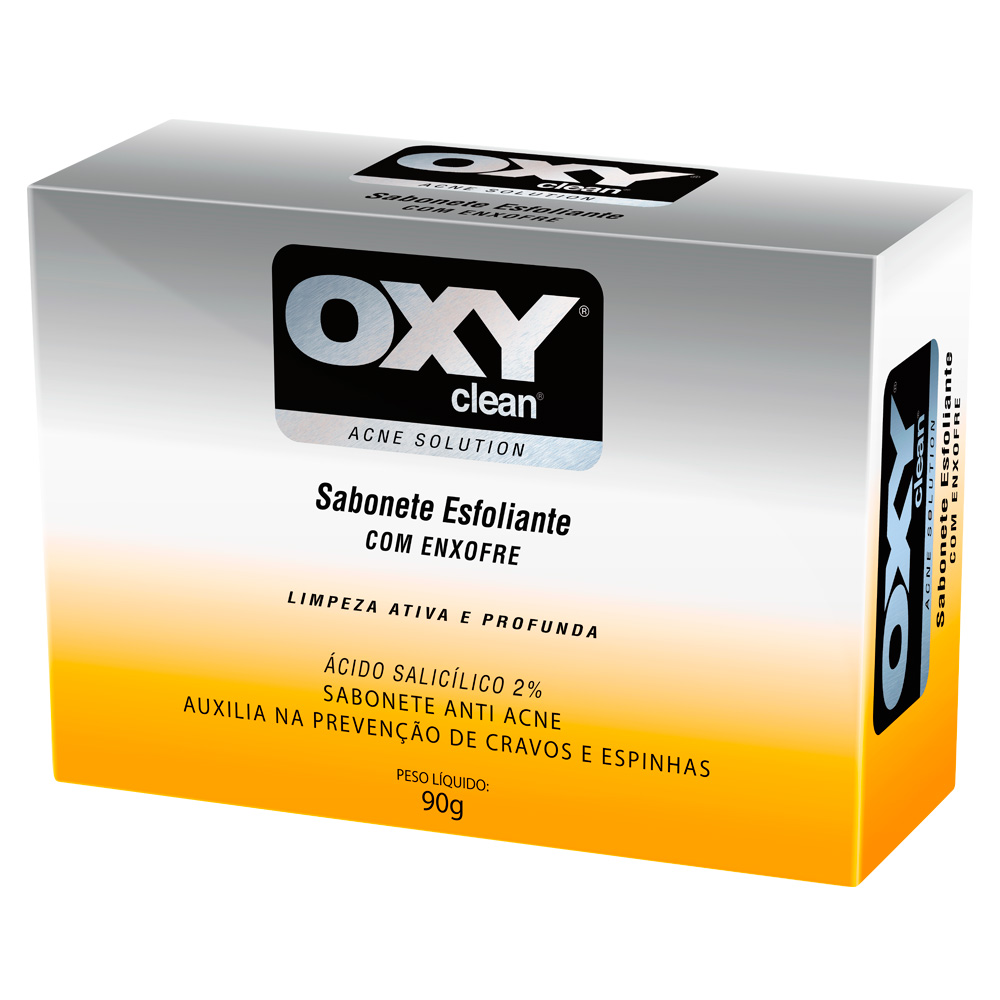 OXY®
clean®
ACNE SOLUTION
Sabonete Esfoliante
COM ENXOFRE
OXY®
clean®
ACNE SOLUTION
Sabonete Esfoliante
COM ENXOFRE
LIMPEZA ATIVA E PROFUNDA
ÁCIDO SALICÍLICO 2%
SABONETE ANTI ACNE
AUXILIA NA PREVENÇÃO DE CRAVOS E ESPINHAS
PESO LÍQUIDO:
90g
OXY®
clean®
ACNE SOLUTION
Sabonete Esfoliante
COM ENXOFRE